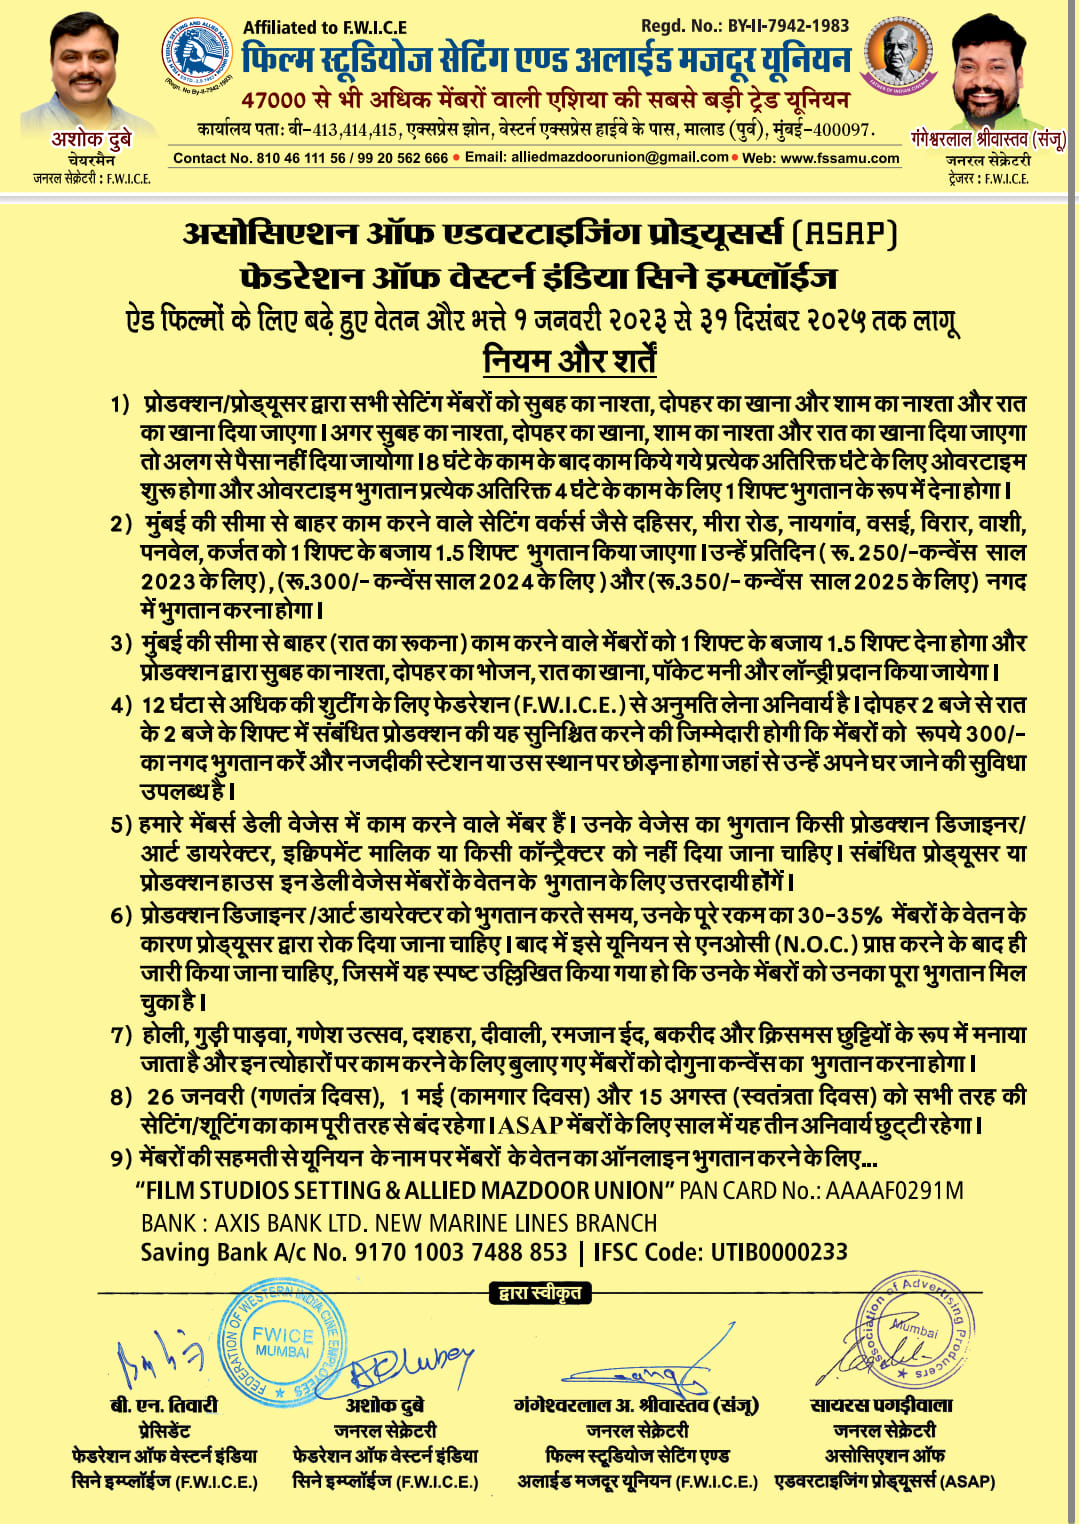 Affiliated to F.W.I.C.E
Regd. No.: BY-II-7942-1983
फिल्म स्टूडियोज सेटिंग एण्ड अलाईड मजदूर यूनियन
47000 से भी अधिक मेंबरों वाली एशिया की सबसे बड़ी ट्रेड यूनियन
कार्यालय पता: बी-413,414,415, एक्सप्रेस झोन, वेस्टर्न एक्सप्रेस हाईवे के पास, मालाड (पुर्व), मुंबई-400097.
Contact No. 810 46 111 56 / 99 20 562 666 • Email: alliedmazdoorunion@gmail.com • Web: www.fssamu.com
अशोक दुबे
चेयरमैन
जनरल सेक्रेटरी : F.W.I.C.E.
गंगेश्वरलाल श्रीवास्तव (संजू)
जनरल सेक्रेटरी
ट्रेजरर : F.W.I.C.E.
असोसिएशन ऑफ एडवरटाइजिंग प्रोड्यूसर्स (ASAP)
फेडरेशन ऑफ वेस्टर्न इंडिया सिने इम्प्लॉईज
ऐड फिल्मों के लिए बढ़े हुए वेतन और भत्ते १ जनवरी २०२३ से ३१ दिसंबर २०२५ तक लागू
नियम और शर्तें
1) प्रोडक्शन/प्रोड्यूसर द्वारा सभी सेटिंग मेंबरों को सुबह का नाश्ता, दोपहर का खाना और शाम का नाश्ता और रात
का खाना दिया जाएगा। अगर सुबह का नाश्ता, दोपहर का खाना, शाम का नाश्ता और रात का खाना दिया जाएगा
तो अलग से पैसा नहीं दिया जायोगा। 8 घंटे के काम के बाद काम किये गये प्रत्येक अतिरिक्त घंटे के लिए ओवरटाइम
शुरू होगा और ओवरटाइम भुगतान प्रत्येक अतिरिक्त 4 घंटे के काम के लिए 1 शिफ्ट भुगतान के रूप में देना होगा।
2) मुंबई की सीमा से बाहर काम करने वाले सेटिंग वर्कर्स जैसे दहिसर, मीरा रोड, नायगांव, वसई, विरार, वाशी,
पनवेल, कर्जत को 1 शिफ्ट के बजाय 1.5 शिफ्ट भुगतान किया जाएगा। उन्हें प्रतिदिन ( रू. 250/-कन्वेंस साल
2023 के लिए), (रू.300/- कन्वेंस साल 2024 के लिए ) और (रू.350/- कन्वेंस साल 2025 के लिए) नगद
में भुगतान करना होगा।
3) मुंबई की सीमा से बाहर (रात का रूकना) काम करने वाले मेंबरों को 1 शिफ्ट के बजाय 1.5 शिफ्ट देना होगा और
प्रोडक्शन द्वारा सुबह का नाश्ता, दोपहर का भोजन, रात का खाना, पॉकेट मनी और लॉन्ड्री प्रदान किया जायेगा।
4) 12 घंटा से अधिक की शुटींग के लिए फेडरेशन (F.W.I.C.E.) से अनुमति लेना अनिवार्य है। दोपहर 2 बजे से रात
के 2 बजे के शिफ्ट में संबंधित प्रोडक्शन की यह सुनिश्चित करने की जिम्मेदारी होगी कि मेंबरों को रूपये 300/-
का नगद भुगतान करें और नजदीकी स्टेशन या उस स्थान पर छोड़ना होगा जहां से उन्हें अपने घर जाने की सुविधा
उपलब्ध है।
5) हमारे मेंबर्स डेली वेजेस में काम करने वाले मेंबर हैं। उनके वेजेस का भुगतान किसी प्रोडक्शन डिजाइनर/
आर्ट डायरेक्टर, इक्विपमेंट मालिक या किसी कॉन्ट्रैक्टर को नहीं दिया जाना चाहिए। संबंधित प्रोड्यूसर या
प्रोडक्शन हाउस इन डेली वेजेस मेंबरों के वेतन के भुगतान के लिए उत्तरदायी होंगें।
6) प्रोडक्शन डिजाइनर /आर्ट डायरेक्टर को भुगतान करते समय, उनके पूरे रकम का 30-35% मेंबरों के वेतन के
कारण प्रोड्यूसर द्वारा रोक दिया जाना चाहिए। बाद में इसे यूनियन से एनओसी (N.O.C.) प्राप्त करने के बाद ही
जारी किया जाना चाहिए, जिसमें यह स्पष्ट उल्लिखित किया गया हो कि उनके मेंबरों को उनका पूरा भुगतान मिल
चुका है।
7) होली, गुड़ी पाड़वा, गणेश उत्सव, दशहरा, दीवाली, रमजान ईद, बकरीद और क्रिसमस छुट्टियों के रूप में मनाया
जाता है और इन त्योहारों पर काम करने के लिए बुलाए गए मेंबरों को दोगुना कन्वेंस का भुगतान करना होगा।
8) 26 जनवरी (गणतंत्र दिवस), 1 मई (कामगार दिवस) और 15 अगस्त (स्वतंत्रता दिवस) को सभी तरह की
सेटिंग/शूटिंग का काम पूरी तरह से बंद रहेगा। ASAP मेंबरों के लिए साल में यह तीन अनिवार्य छुट्टी रहेगा।
9) मेंबरों की सहमती से यूनियन के नाम पर मेंबरों के वेतन का ऑनलाइन भुगतान करने के लिए...
“FILM STUDIOS SETTING & ALLIED MAZDOOR UNION” PAN CARD No.: AAAAF0291M
BANK : AXIS BANK LTD. NEW MARINE LINES BRANCH
Saving Bank A/c No. 9170 1003 7488 853 | IFSC Code: UTIB0000233
द्वारा स्वीकृत
FEDERATION OF WESTERN INDIA CINE EMPLOYEES
FWICE
MUMBAI
Association of Advertising Producers
Mumbai
बी. एन. तिवारी
प्रेसिडेंट
फेडरेशन ऑफ वेस्टर्न इंडिया
सिने इम्प्लॉईज (F.W.I.C.E.)
अशोक दुबे
जनरल सेक्रेटरी
फेडरेशन ऑफ वेस्टर्न इंडिया
सिने इम्प्लॉईज (F.W.I.C.E.)
गंगेश्वरलाल अ. श्रीवास्तव (संजू)
जनरल सेक्रेटरी
फिल्म स्टूडियोज सेटिंग एण्ड
अलाईड मजदूर यूनियन (F.W.I.C.E.)
सायरस पगड़ीवाला
जनरल सेक्रेटरी
असोसिएशन ऑफ
एडवरटाइजिंग प्रोड्यूसर्स (ASAP)